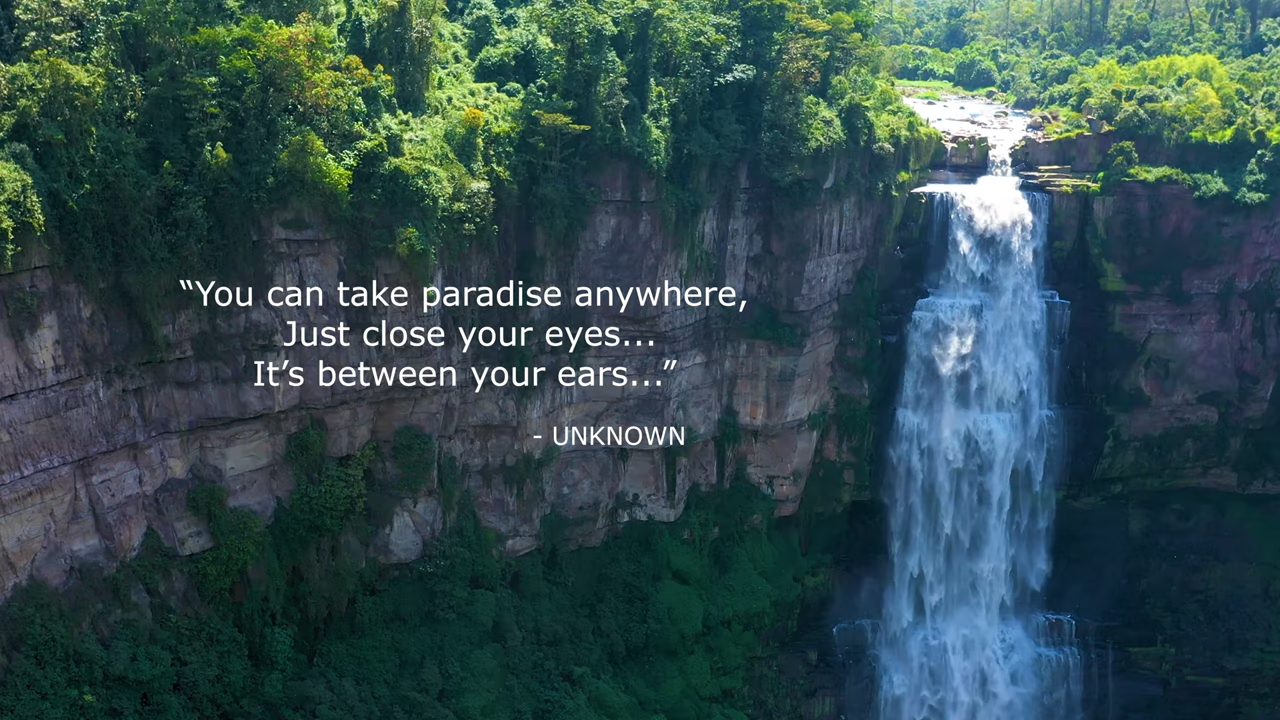 “You can take paradise anywhere,
Just close your eyes...
It’s between your ears...”
- UNKNOWN